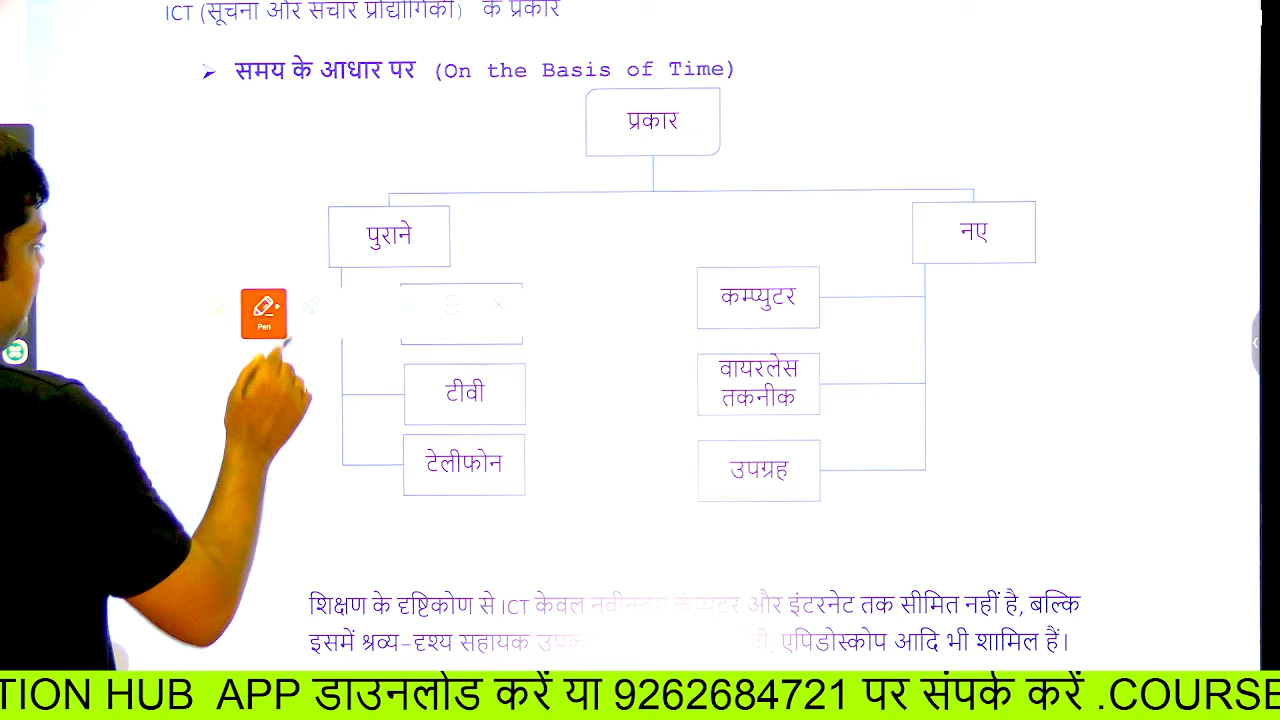 ICT (सूचना और संचार प्रौद्योगिकी) के प्रकार
➢ समय के आधार पर (On the Basis of Time)
प्रकार
पुराने
नए
Pen
टीवी
टेलीफोन
कम्प्युटर
वायरलेस
तकनीक
उपग्रह
शिक्षण के दृष्टिकोण से ICT केवल नवीनतम कंप्यूटर और इंटरनेट तक सीमित नहीं है, बल्कि
इसमें श्रव्य-दृश्य सहायक एपिडोस्कोप आदि भी शामिल हैं।
TION HUB APP डाउनलोड करें या 9262684721 पर संपर्क करें .COURSE